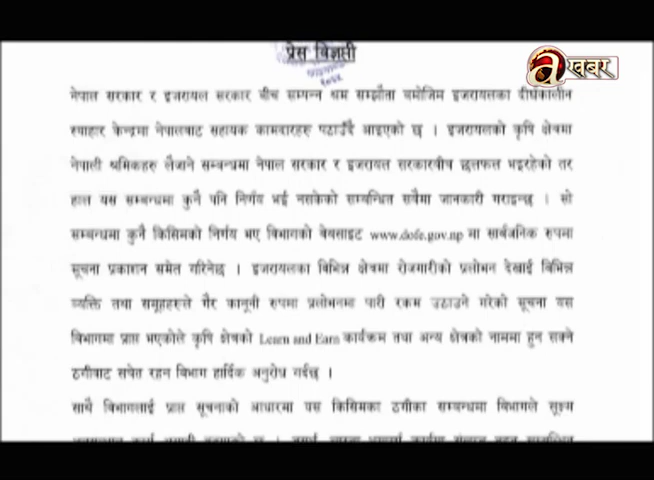 प्रेस विज्ञप्ती
खबर
नेपाल सरकार र इजरायल सरकार बीच सम्पन्न श्रम सम्झौता बमोजिम इजरायलका दीर्घकालीन
स्याहार केन्द्रमा नेपालबाट सहायक कामदारहरु पठाउँदै आइएको छ । इजरायलको कृषि क्षेत्रमा
नेपाली श्रमिकहरु लैजाने सम्बन्धमा नेपाल सरकार र इजरायल सरकारबीच छलफल भइरहेको तर
हाल यस सम्बन्धमा कुनै पनि निर्णय भई नसकेको सम्बन्धित सवैमा जानकारी गराइन्छ । सो
सम्बन्धमा कुनै किसिमको निर्णय भए विभागको वेबसाइट www.dofe.gov.np मा सार्वजनिक रुपमा
सूचना प्रकाशन समेत गरिनेछ । इजरायलका बिभिन्न क्षेत्रमा रोजगारीको प्रलोभन देखाई बिभिन्न
व्यक्ति तथा समूहहरुले गैर कानूनी रुपमा प्रलोभनमा पारी रकम उठाउने गरेको सूचना यस
विभागमा प्राप्त भएकोले कृषि क्षेत्रको Learn and Earn कार्यक्रम तथा अन्य क्षेत्रको नाममा हुन सक्ने
ठगीबाट सचेत रहन विभाग हार्दिक अनुरोध गर्दछ ।
साथै विभागलाई प्राप्त सूचनाको आधारमा यस किसिमका ठगीका सम्बन्धमा विभागले सूक्ष्म